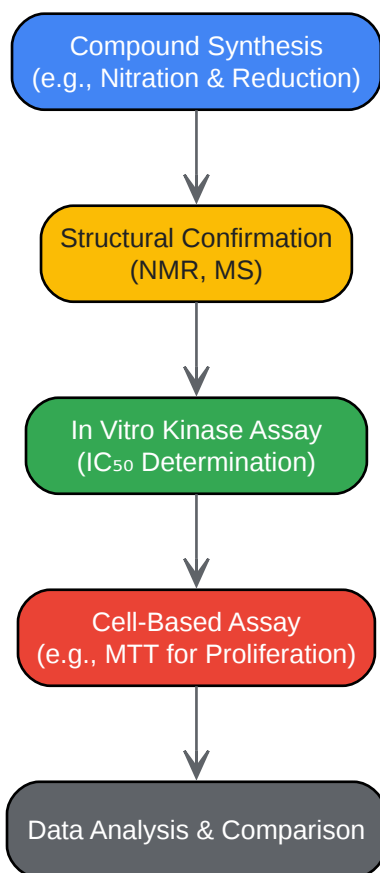 Compound Synthesis
(e.g., Nitration & Reduction)
Structural Confirmation
(NMR, MS)
In Vitro Kinase Assay
(IC₅₀ Determination)
Cell-Based Assay
(e.g., MTT for Proliferation)
Data Analysis & Comparison